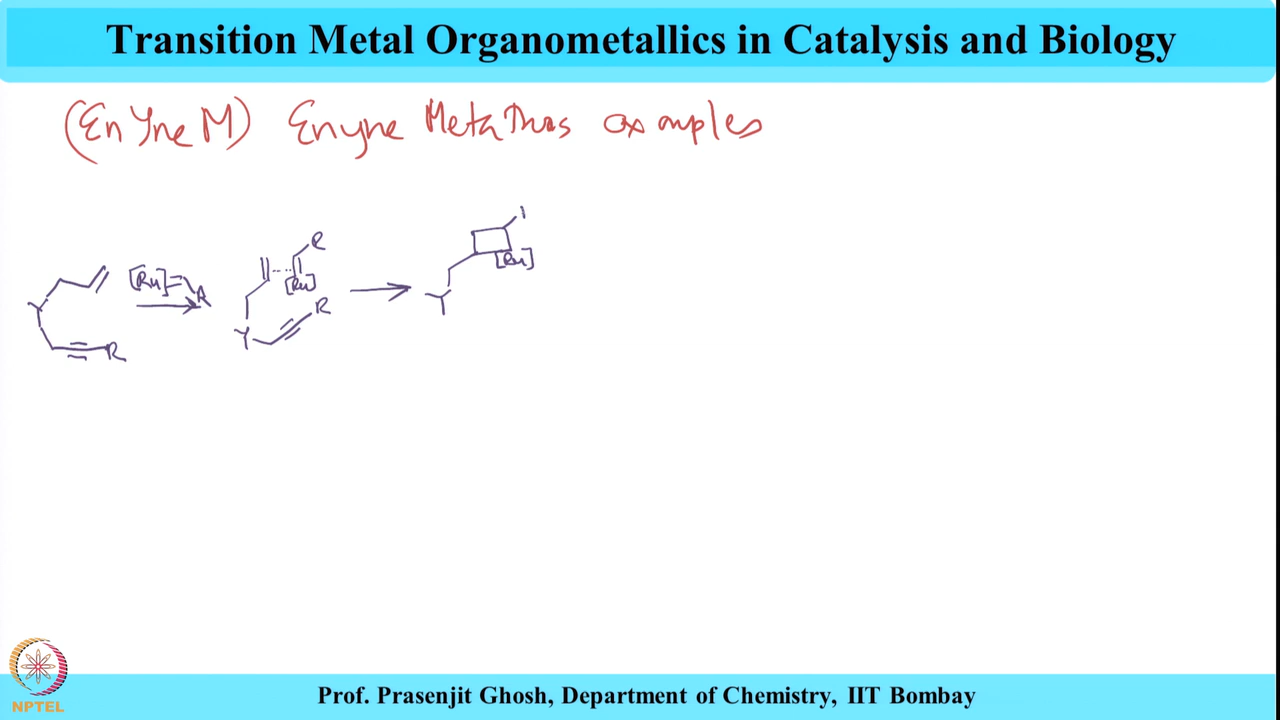 Transition Metal Organometallics in Catalysis and Biology
(EnYneM) Enyne Metathas examples
[Ru]= R
R
[Ru]
R
Y
Y
R
[Ru]
Y
Prof. Prasenjit Ghosh, Department of Chemistry, IIT Bombay
NPTEL